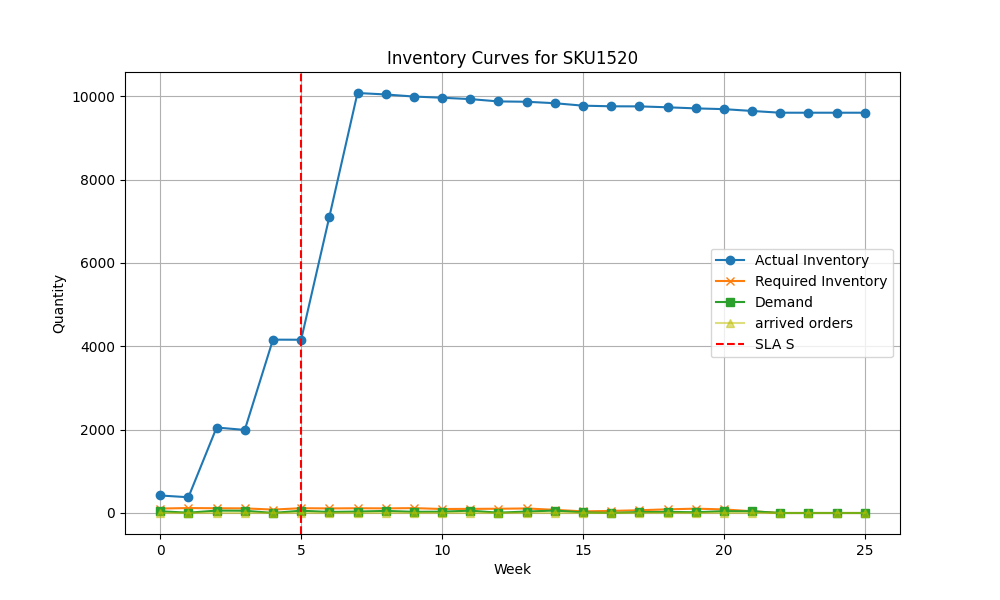 Inventory Curves for SKU1520
10000
8000
6000
4000
2000
0
Quantity
Actual Inventory
Required Inventory
Demand
arrived orders
SLA S
0 5 10 15 20 25
Week